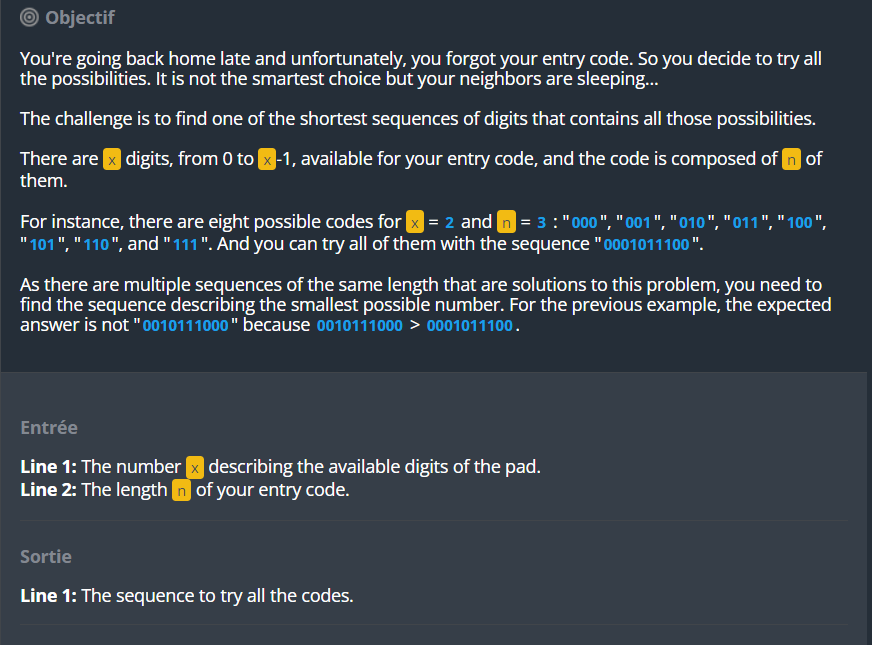 Objectif
You're going back home late and unfortunately, you forgot your entry code. So you decide to try all
the possibilities. It is not the smartest choice but your neighbors are sleeping...
The challenge is to find one of the shortest sequences of digits that contains all those possibilities.
There are x digits, from 0 to x-1, available for your entry code, and the code is composed of n of
them.
For instance, there are eight possible codes for x = 2 and n = 3 : "000", "001", "010", "011", "100",
"101", "110", and "111". And you can try all of them with the sequence "0001011100".
As there are multiple sequences of the same length that are solutions to this problem, you need to
find the sequence describing the smallest possible number. For the previous example, the expected
answer is not "0010111000" because 0010111000 > 0001011100.
Entrée
Line 1: The number x describing the available digits of the pad.
Line 2: The length n of your entry code.
Sortie
Line 1: The sequence to try all the codes.